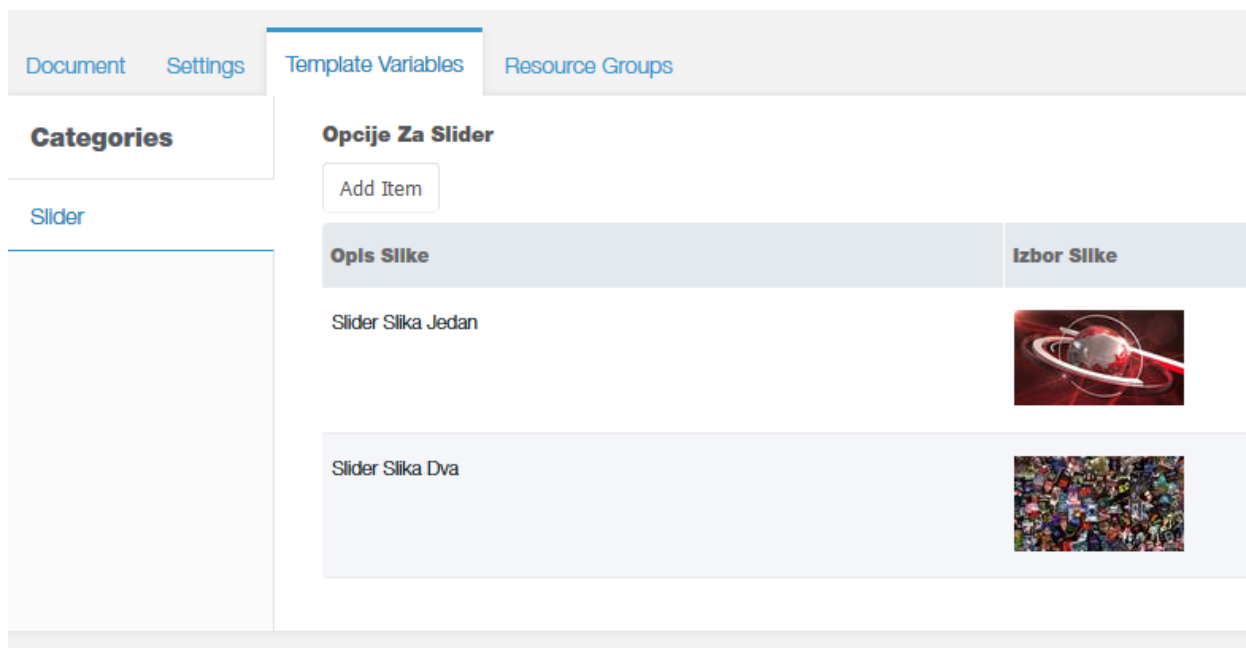 Document Settings Template Variables Resource Groups
Categories
Slider
Opcije Za Slider
Add Item
Opis Slike Izbor Slike
Slider Slika Jedan
Slider Slika Dva